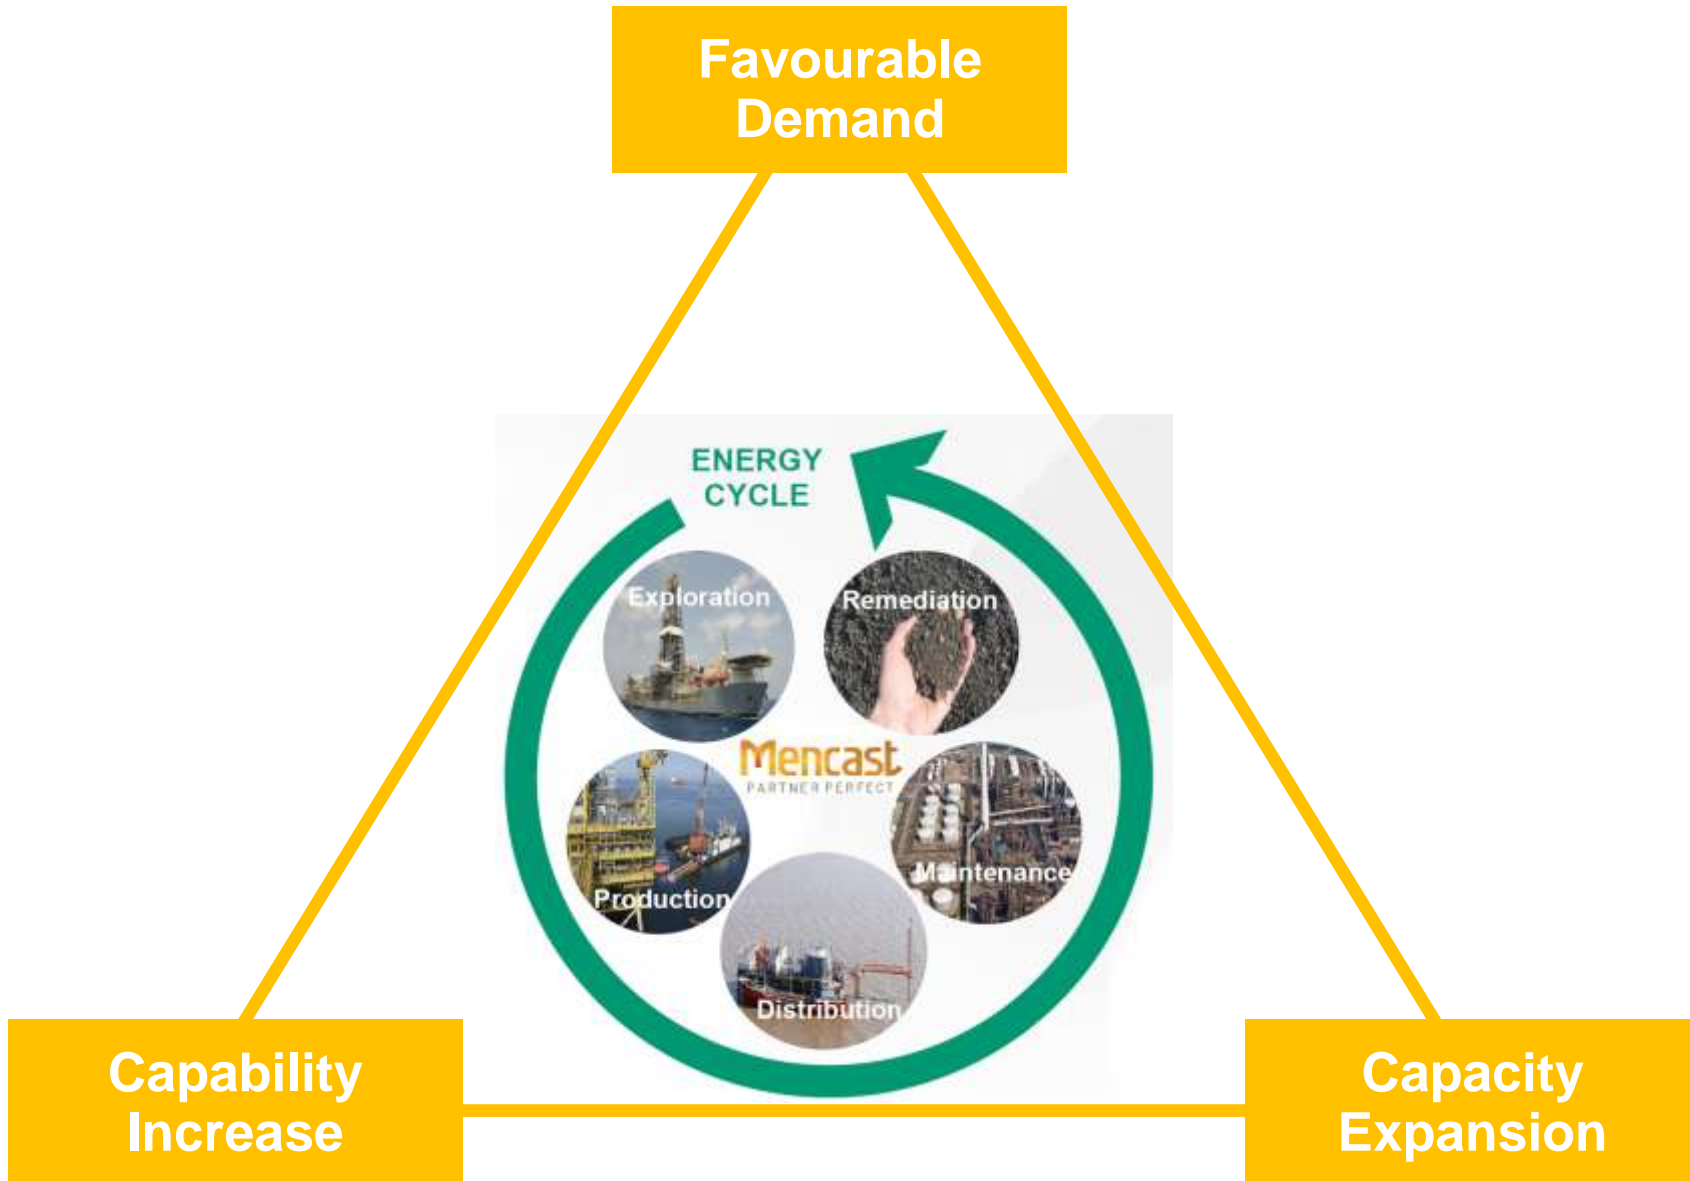 Favourable
Demand
ENERGY
CYCLE
Exploration
Remediation
Mencast
PARTNER PERFECT
Production
Maintenance
Distribution
Capability
Increase
Capacity
Expansion